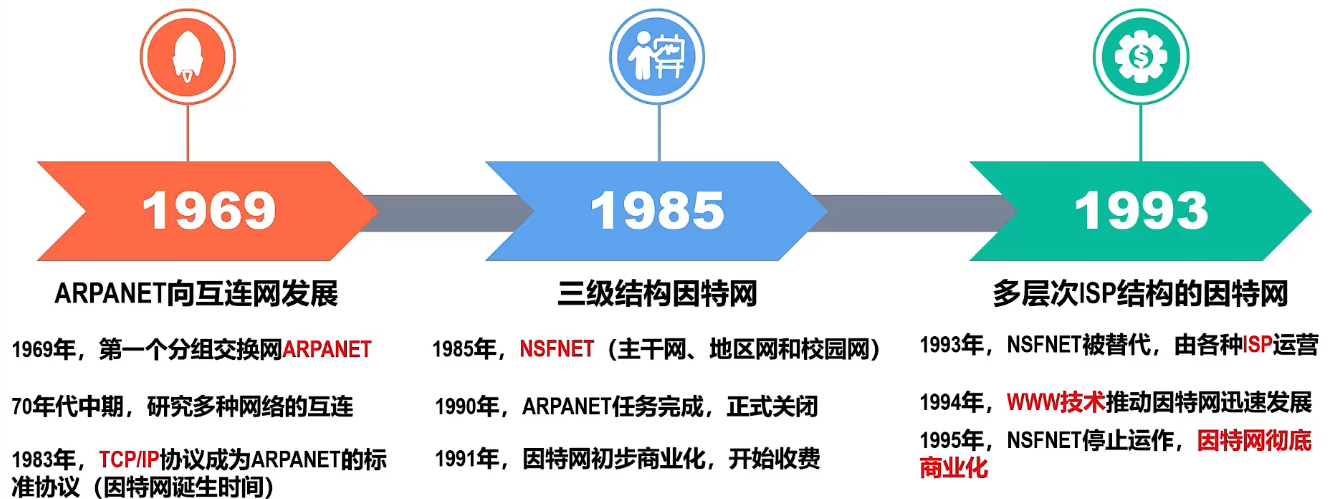 1969
1985
1993
ARPANET向互连网发展
三级结构因特网
多层次ISP结构的因特网
1969年，第一个分组交换网ARPANET
70年代中期，研究多种网络的互连
1983年，TCP/IP协议成为ARPANET的标
准协议（因特网诞生时间）
1985年，NSFNET（主干网、地区网和校园网）
1990年，ARPANET任务完成，正式关闭
1991年，因特网初步商业化，开始收费
1993年，NSFNET被替代，由各种ISP运营
1994年，WWW技术推动因特网迅速发展
1995年，NSFNET停止运作，因特网彻底
商业化